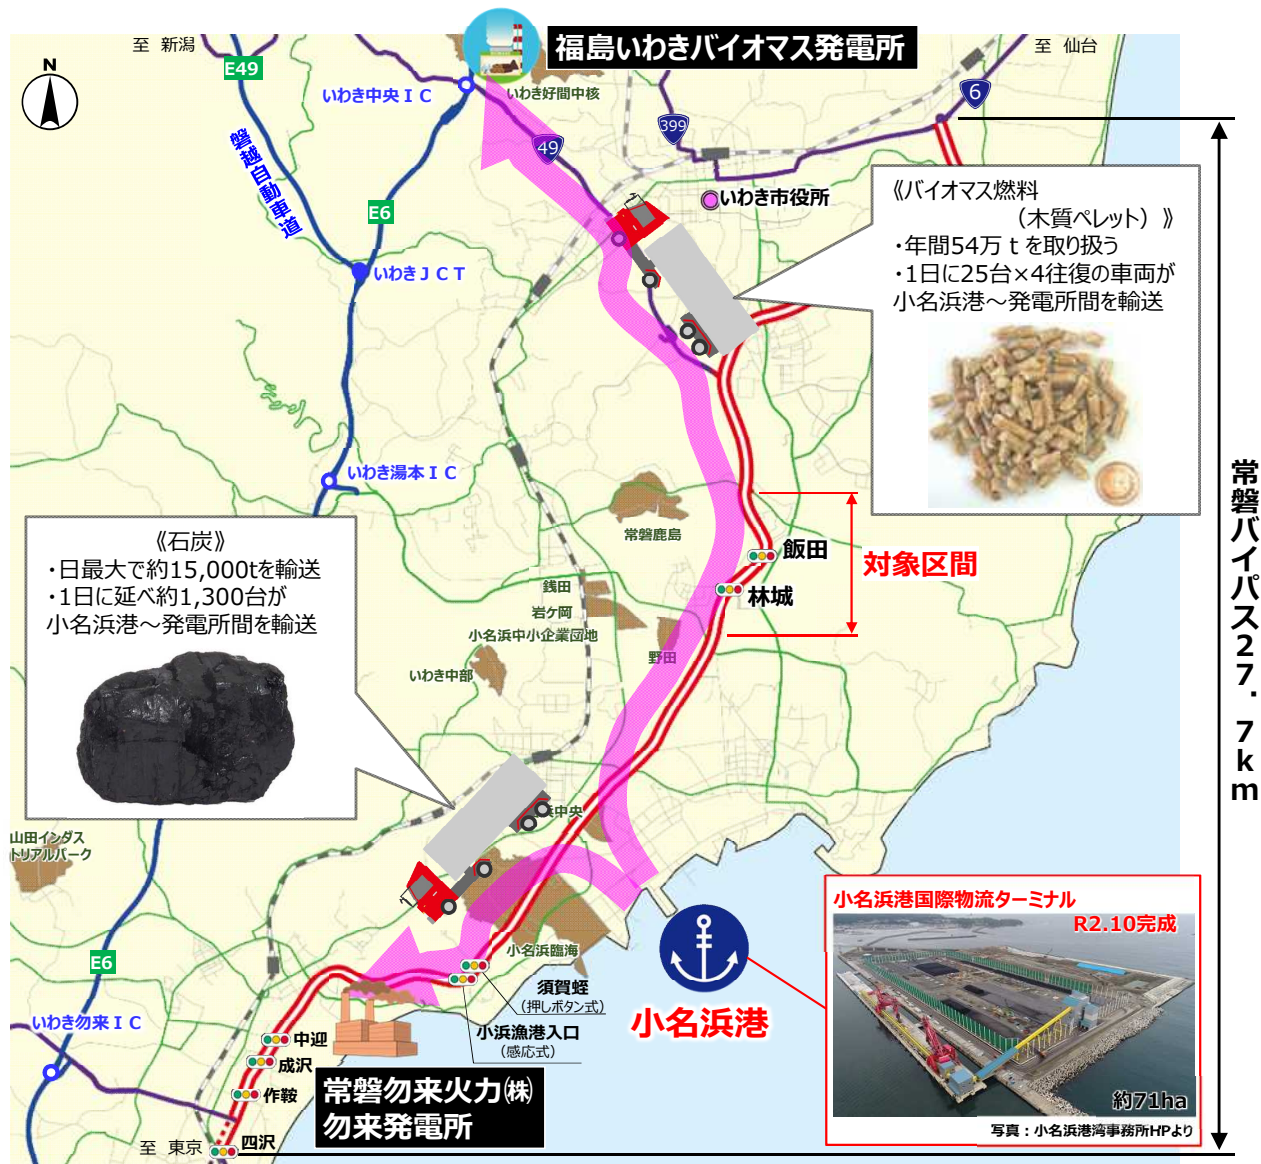 至 新潟
福島いわきバイオマス発電所
至 仙台
N
E49
いわき中央ＩＣ
いわき好間中核
6
399
49
磐越自動車道
E6
いわき市役所
いわきＪＣＴ
《バイオマス燃料
（木質ペレット）》
・年間54万ｔを取り扱う
・1日に25台×4往復の車両が
小名浜港～発電所間を輸送
いわき湯本ＩＣ
常磐バイパス27.7km
《石炭》
・日最大で約15,000tを輸送
・1日に延べ約1,300台が
小名浜港～発電所間を輸送
常磐鹿島
飯田
対象区間
林城
銭田
岩ケ岡
小名浜中小企業団地
野田
いわき中部
中央
山田インダス
トリアルパーク
小名浜港国際物流ターミナル
R2.10完成
約71ha
写真：小名浜港湾事務所HPより
小名浜臨海
E6
須賀蛭
（押しボタン式）
小名浜港
いわき勿来ＩＣ
小浜漁港入口
（感応式）
中迎
成沢
作鞍
常磐勿来火力㈱
勿来発電所
至 東京
四沢